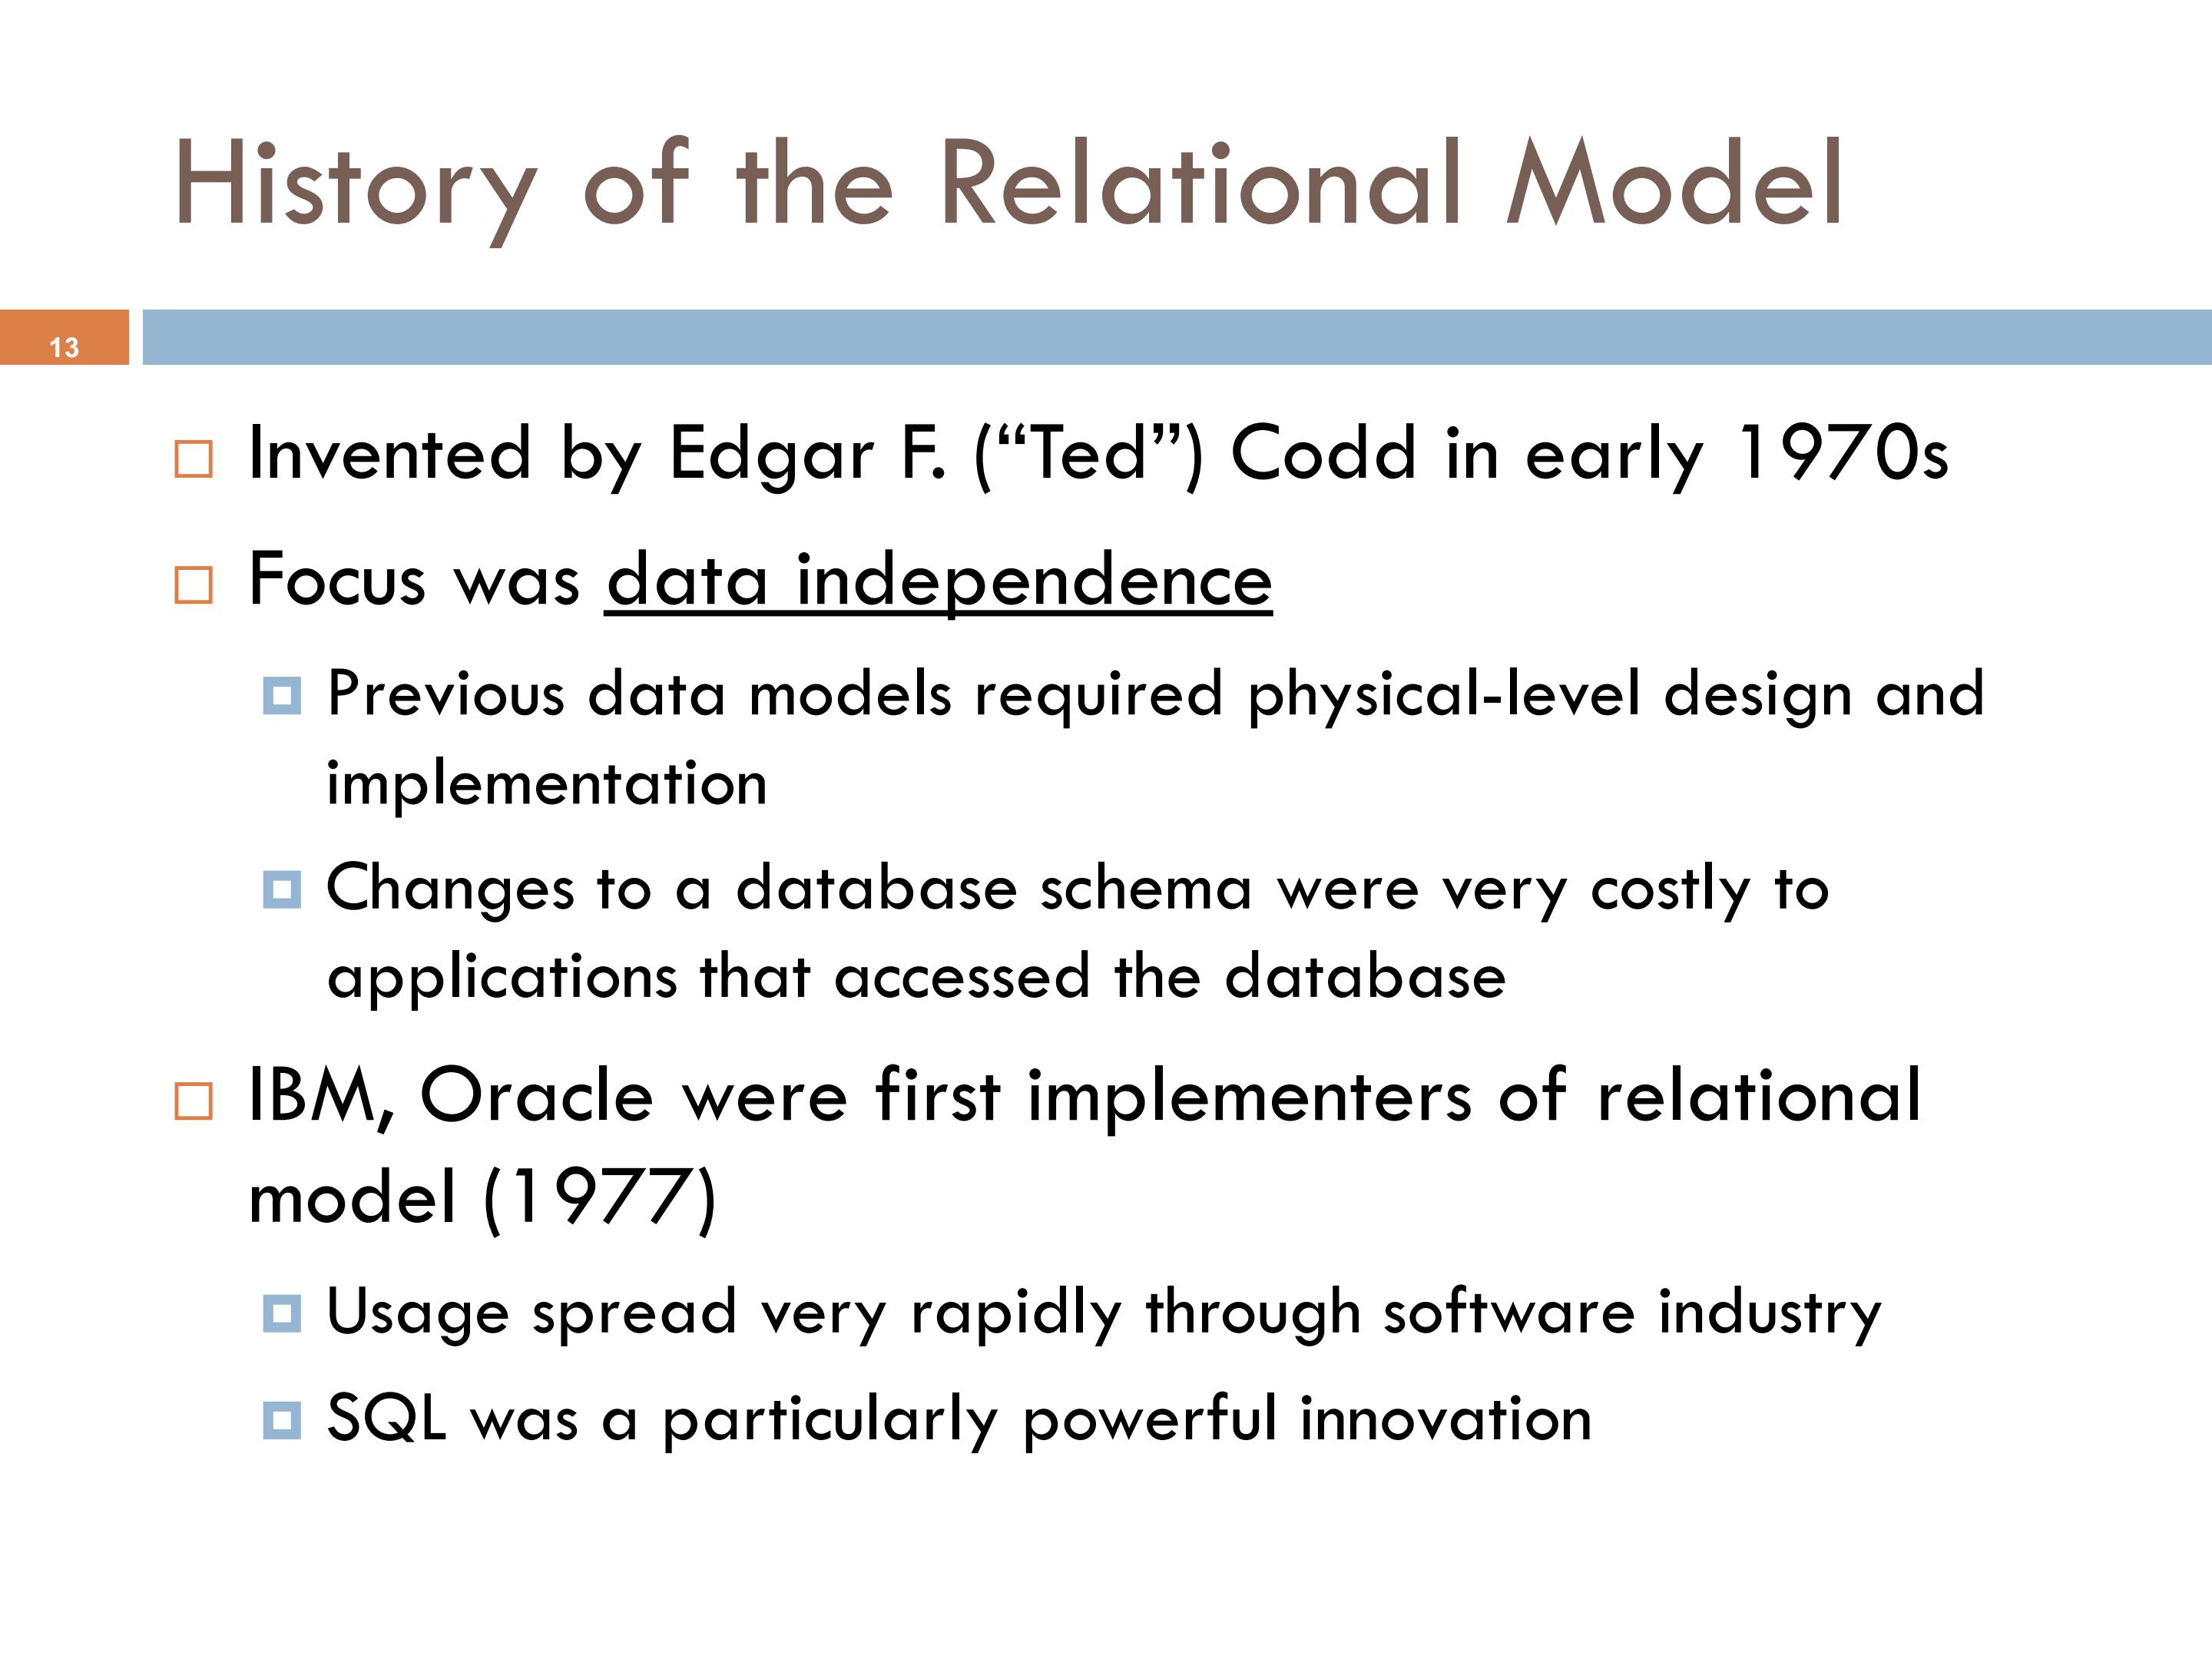 History of the Relational Model
13
Invented by Edgar F. (“Ted”) Codd in early 1970s
Focus was data independence
Previous data models required physical-level design and
implementation
Changes to a database schema were very costly to
applications that accessed the database
IBM, Oracle were first implementers of relational
model (1977)
Usage spread very rapidly through software industry
SQL was a particularly powerful innovation